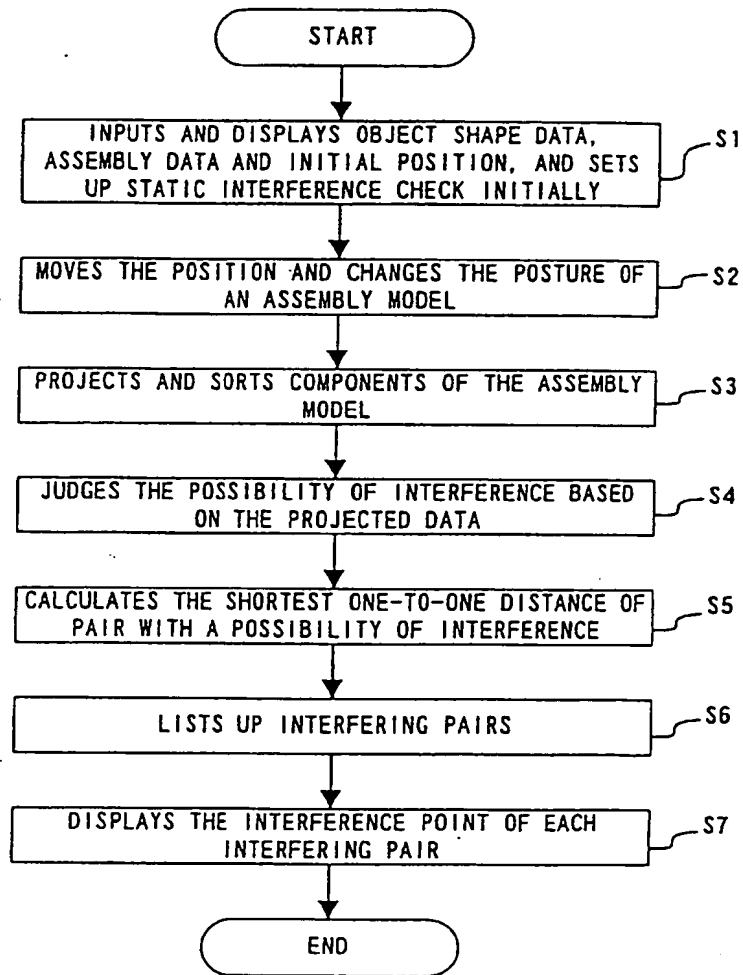 START
INPUTS AND DISPLAYS OBJECT SHAPE DATA,
ASSEMBLY DATA AND INITIAL POSITION, AND SETS
UP STATIC INTERFERENCE CHECK INITIALLY
S1
MOVES THE POSITION AND CHANGES THE POSTURE OF
AN ASSEMBLY MODEL
S2
PROJECTS AND SORTS COMPONENTS OF THE ASSEMBLY
MODEL
S3
JUDGES THE POSSIBILITY OF INTERFERENCE BASED
ON THE PROJECTED DATA
S4
CALCULATES THE SHORTEST ONE-TO-ONE DISTANCE OF
PAIR WITH A POSSIBILITY OF INTERFERENCE
S5
LISTS UP INTERFERING PAIRS
S6
DISPLAYS THE INTERFERENCE POINT OF EACH
INTERFERING PAIR
S7
END